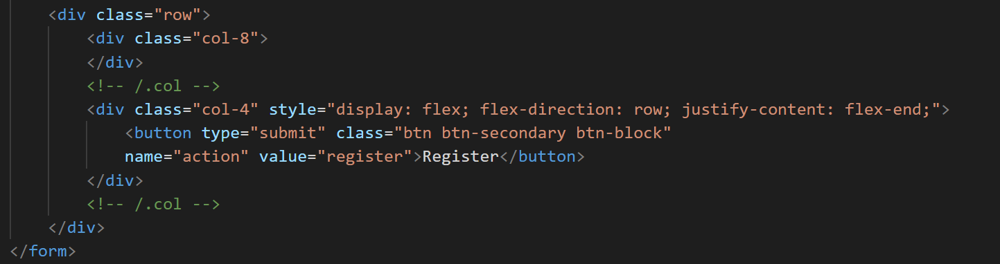 <div class="row">
<div class="col-8">
</div>
<!-- /.col -->
<div class="col-4" style="display: flex; flex-direction: row; justify-content: flex-end;">
<button type="submit" class="btn btn-secondary btn-block"
name="action" value="register">Register</button>
</div>
<!-- /.col -->
</div>
</form>